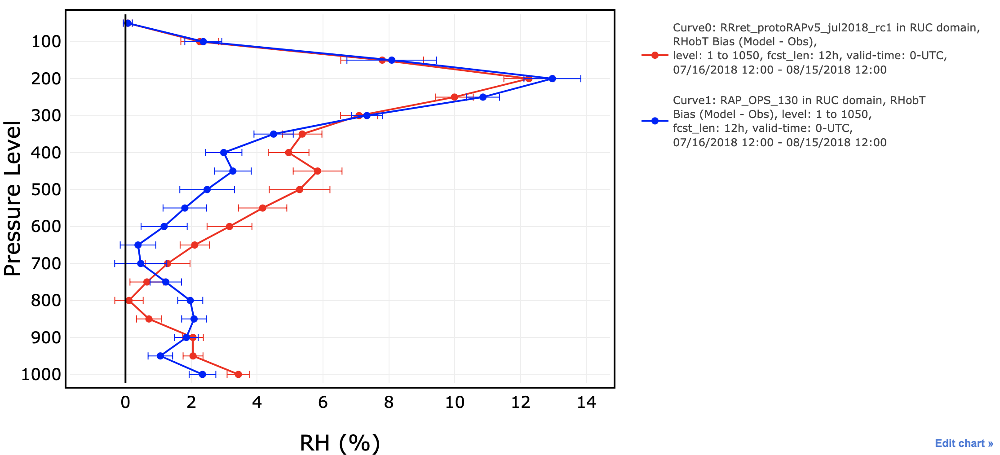 Pressure Level
100
200
300
400
500
600
700
800
900
1000
0 2 4 6 8 10 12 14
RH (%)
Curve0: RRret_protoRAPv5_jul2018_rc1 in RUC domain,
RHobT Bias (Model - Obs),
level: 1 to 1050, fcst_len: 12h, valid-time: 0-UTC,
07/16/2018 12:00 - 08/15/2018 12:00
Curve1: RAP_OPS_130 in RUC domain, RHobT
Bias (Model - Obs), level: 1 to 1050,
fcst_len: 12h, valid-time: 0-UTC,
07/16/2018 12:00 - 08/15/2018 12:00
Edit chart »